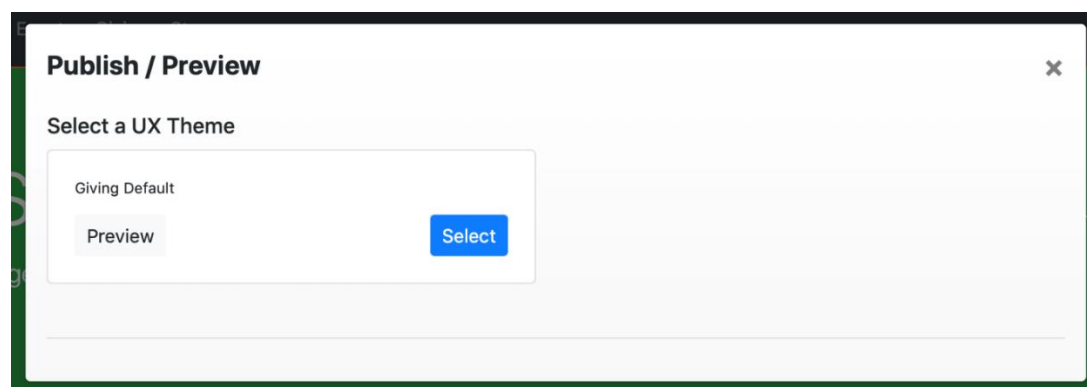 Publish / Preview
×
Select a UX Theme
Giving Default
Preview
Select